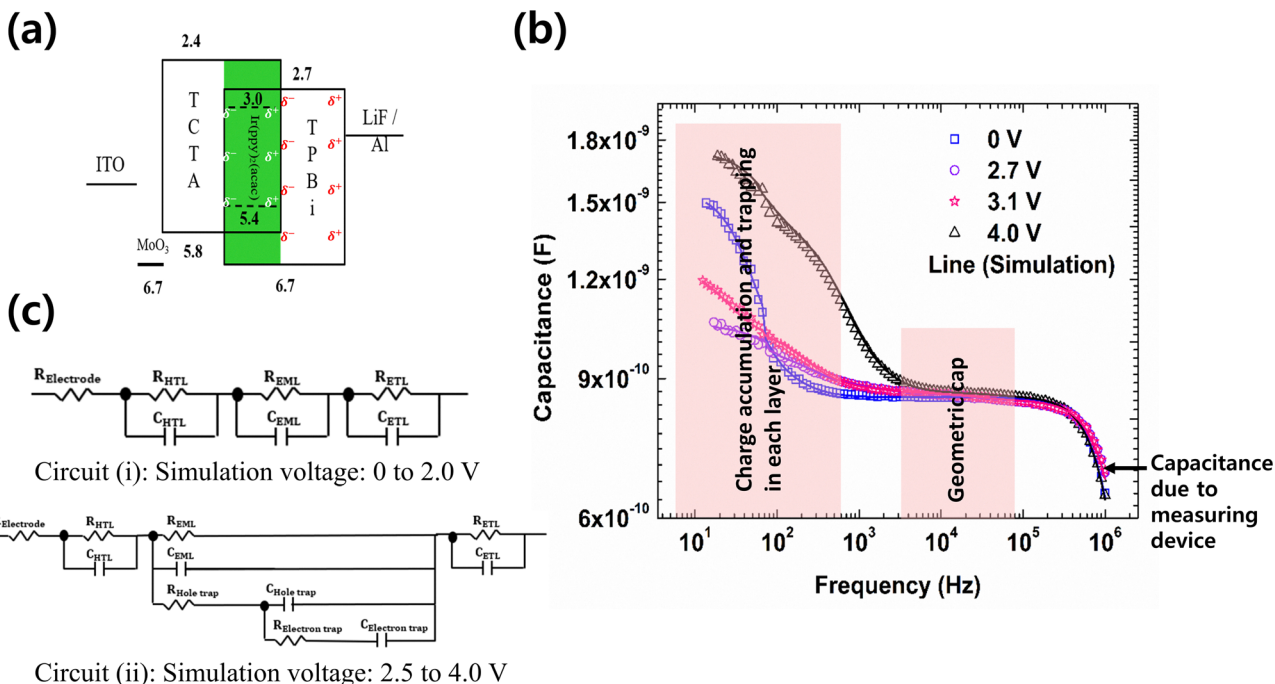 (a)
2.4
2.7
3.0
TCTA
Ir(ppy)₂(acac)
TPBi
δ⁻ δ⁺ δ⁻ δ⁺
δ⁻ δ⁺ δ⁻ δ⁺
δ⁻ δ⁺ δ⁻ δ⁺
δ⁻ δ⁺
ITO
LiF /
Al
5.4
MoO₃
5.8
6.7
6.7
(b)
Capacitance (F)
1.8x10⁻⁹
1.5x10⁻⁹
1.2x10⁻⁹
9x10⁻¹⁰
6x10⁻¹⁰
Charge accumulation and trapping
in each layer
Geometric cap
0 V
2.7 V
3.1 V
4.0 V
Line (Simulation)
Capacitance
due to
measuring
device
10¹ 10² 10³ 10⁴ 10⁵ 10⁶
Frequency (Hz)
(c)
R_Electrode R_HTL R_EML R_ETL
C_HTL C_EML C_ETL
Circuit (i): Simulation voltage: 0 to 2.0 V
Electrode R_HTL R_EML R_ETL
C_HTL C_EML C_ETL
R_Hole trap C_Hole trap
R_Electron trap C_Electron trap
Circuit (ii): Simulation voltage: 2.5 to 4.0 V